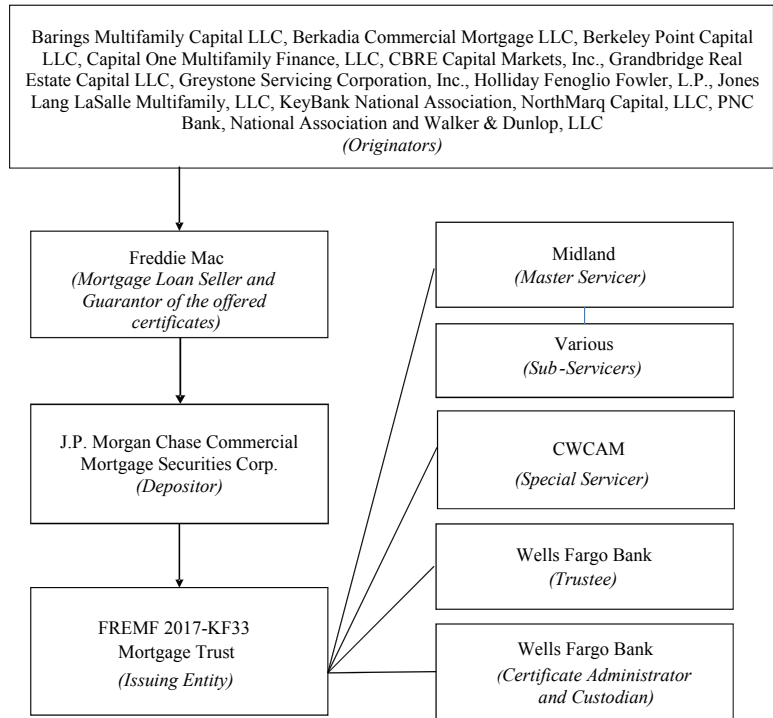 Barings Multifamily Capital LLC, Berkadia Commercial Mortgage LLC, Berkeley Point Capital
LLC, Capital One Multifamily Finance, LLC, CBRE Capital Markets, Inc., Grandbridge Real
Estate Capital LLC, Greystone Servicing Corporation, Inc., Holliday Fenoglio Fowler, L.P., Jones
Lang LaSalle Multifamily, LLC, KeyBank National Association, NorthMarq Capital, LLC, PNC
Bank, National Association and Walker & Dunlop, LLC
(Originators)
Freddie Mac
(Mortgage Loan Seller and
Guarantor of the offered
certificates)
J.P. Morgan Chase Commercial
Mortgage Securities Corp.
(Depositor)
FREMF 2017-KF33
Mortgage Trust
(Issuing Entity)
Midland
(Master Servicer)
Various
(Sub-Servicers)
CWCAM
(Special Servicer)
Wells Fargo Bank
(Trustee)
Wells Fargo Bank
(Certificate Administrator
and Custodian)